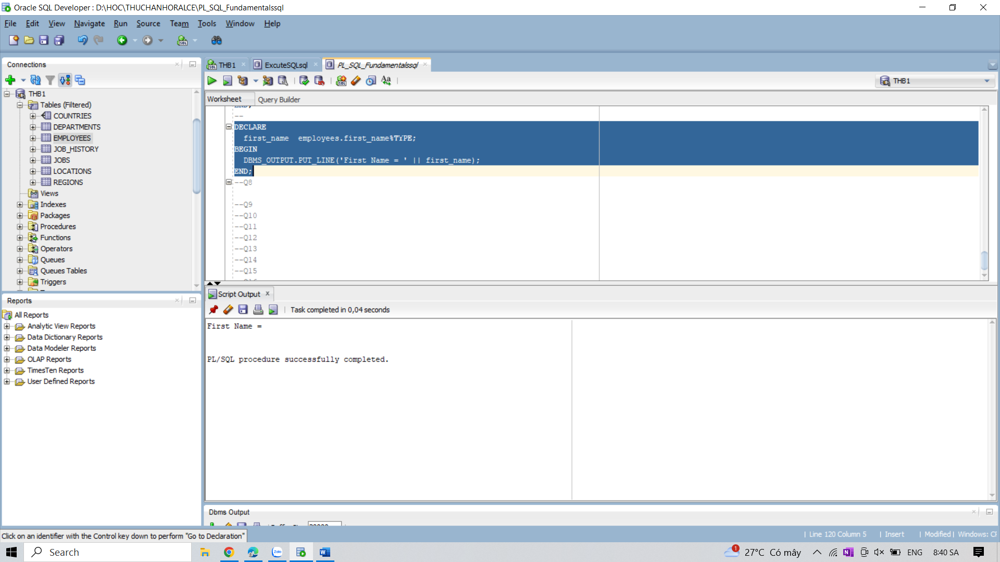 Oracle SQL Developer : D:\HOC\THUCHANHORALCE\PL_SQL_Fundamentalssql
File Edit View Navigate Run Source Team Tools Window Help
Connections
THB1
Tables (Filtered)
COUNTRIES
DEPARTMENTS
EMPLOYEES
JOB_HISTORY
JOBS
LOCATIONS
REGIONS
Views
Indexes
Packages
Procedures
Functions
Operators
Queues
Queues Tables
Triggers
Reports
All Reports
Analytic View Reports
Data Dictionary Reports
Data Modeler Reports
OLAP Reports
TimesTen Reports
User Defined Reports
THB1 ExcuteSQLsql PL_SQL_Fundamentalssql
THB1
Worksheet Query Builder
END;
--
DECLARE
first_name employees.first_name%TYPE;
BEGIN
DBMS_OUTPUT.PUT_LINE('First Name = ' || first_name);
END;
--Q8
--Q9
--Q10
--Q11
--Q12
--Q13
--Q14
--Q15
Script Output
Task completed in 0,04 seconds
First Name =
PL/SQL procedure successfully completed.
Dbms Output
Click on an identifier with the Control key down to perform "Go to Declaration"
Line 120 Column 5 | Insert | Modified | Windows:
Search
Zalo
1
27°C Có mây
ENG
8:40 SA